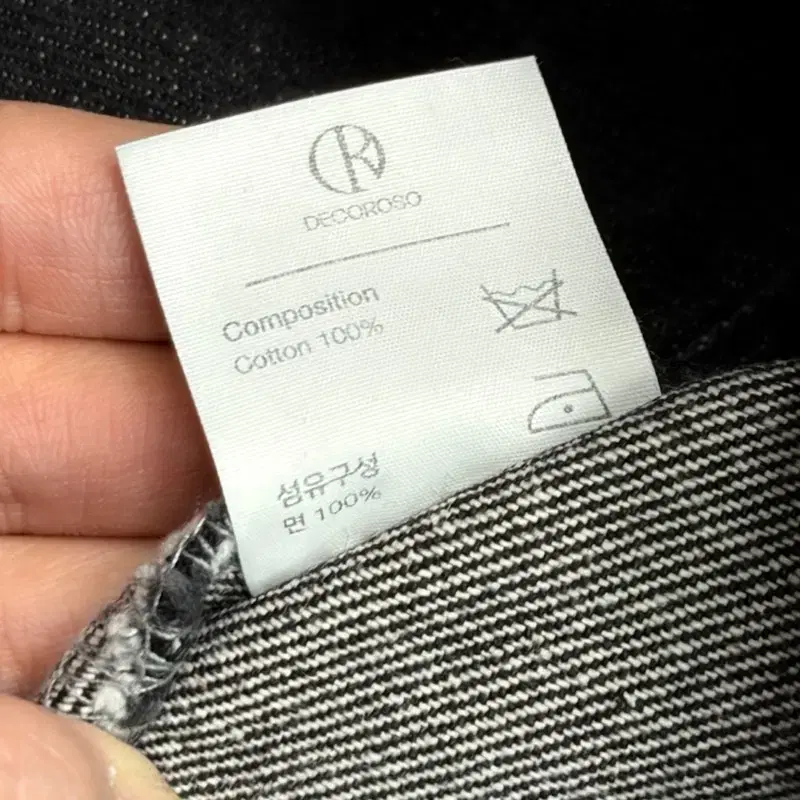 DECOROSO
Composition
Cotton 100%
섬유구성
면 100%